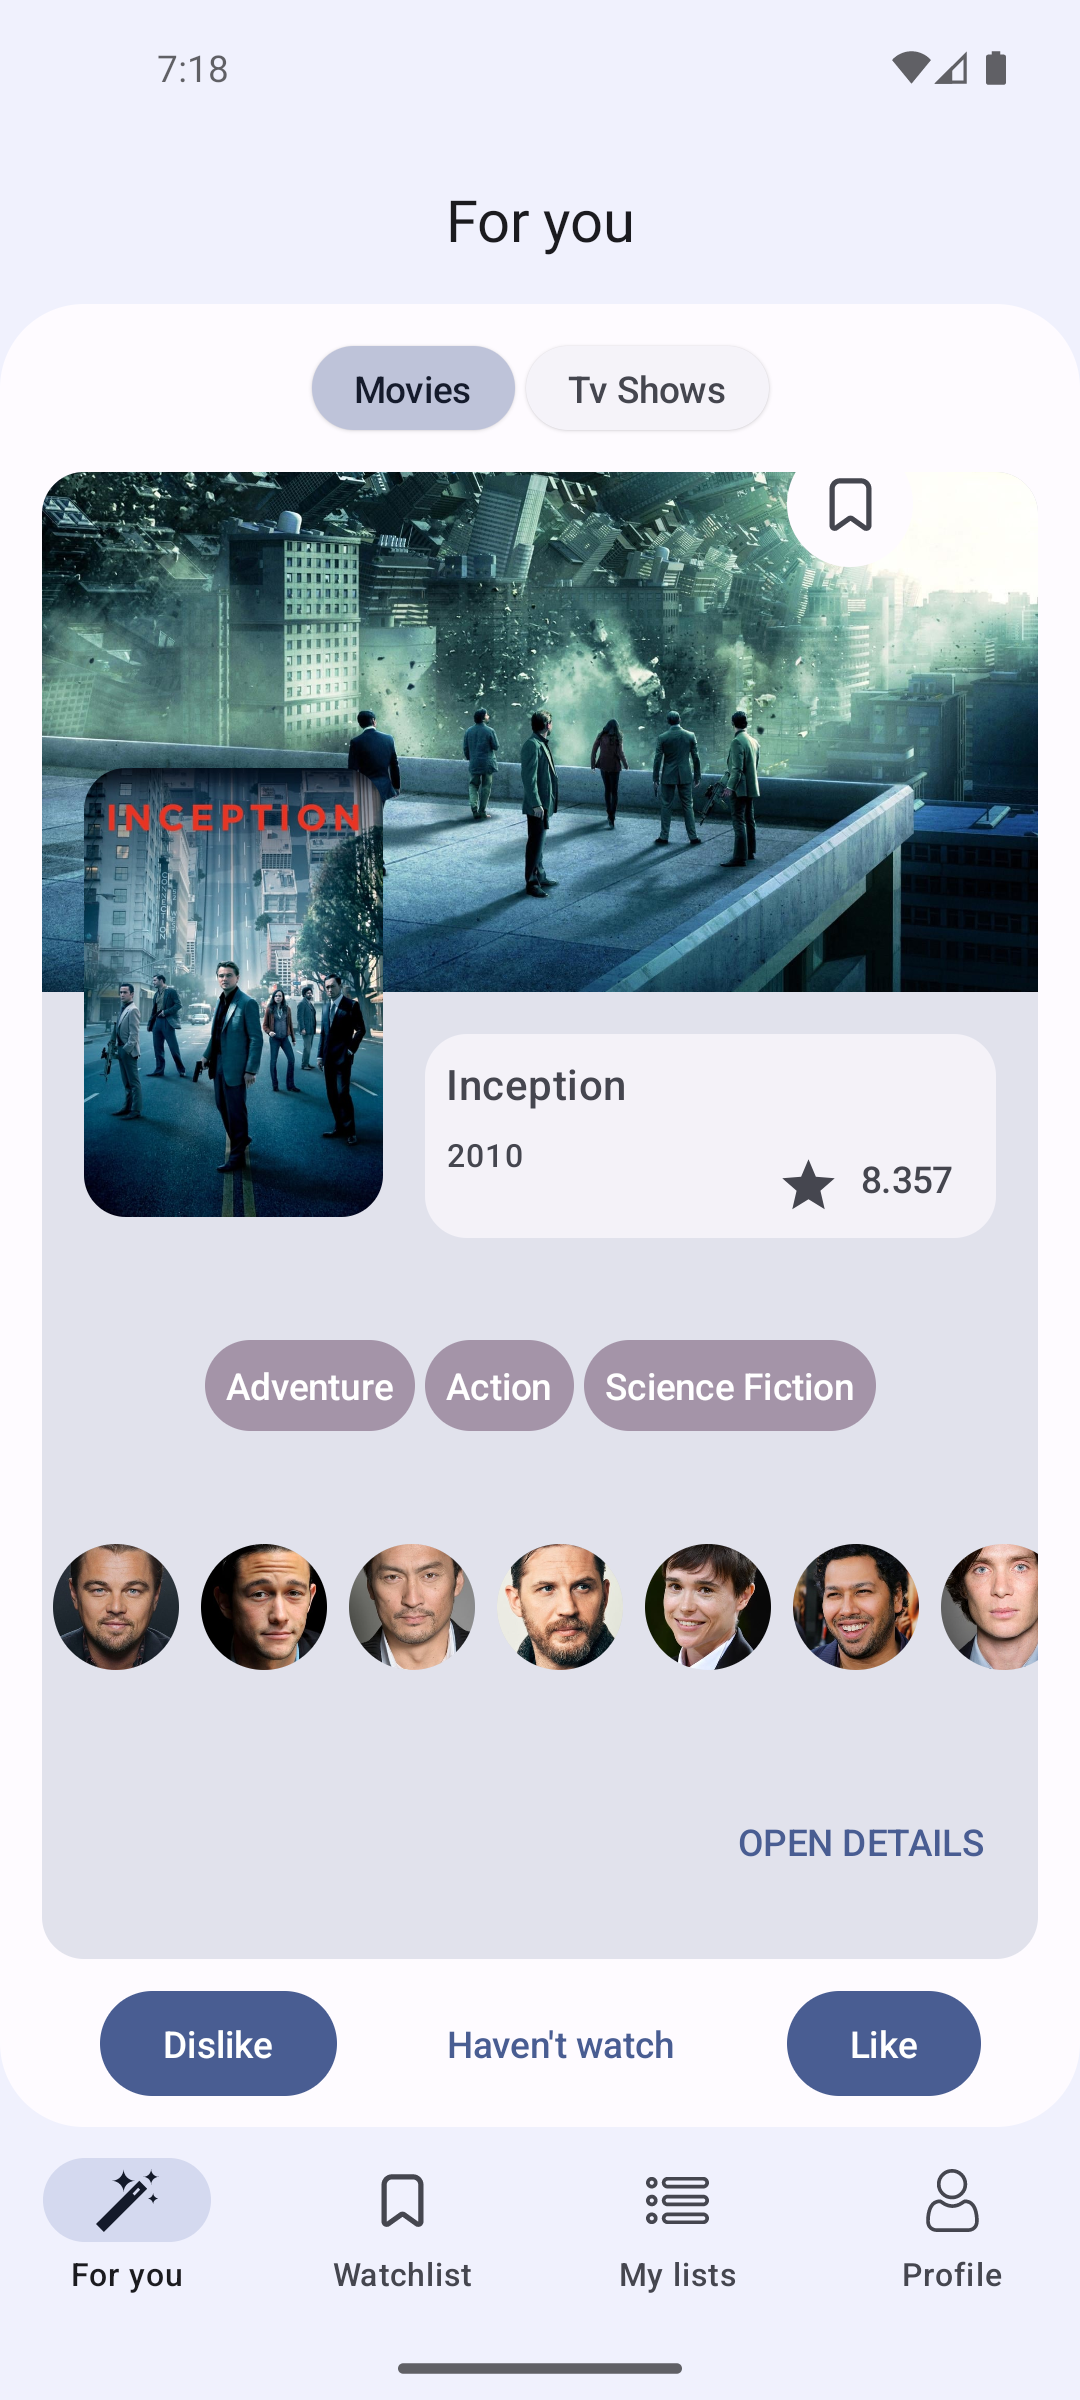 7:18
For you
Movies
Tv Shows
INCEPTION
Inception
2010
8.357
Adventure
Action
Science Fiction
OPEN DETAILS
Dislike
Haven't watch
Like
For you
Watchlist
My lists
Profile